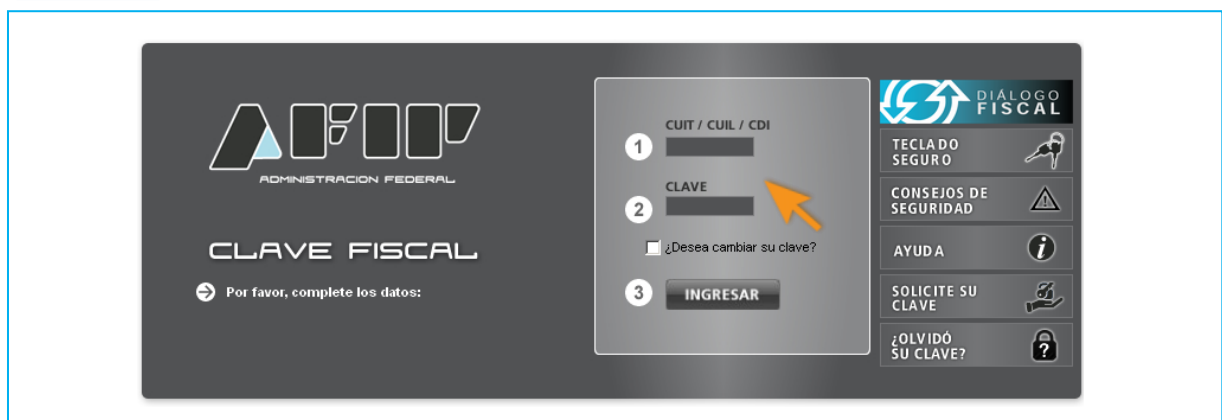 AFIP
ADMINISTRACION FEDERAL
CLAVE FISCAL
Por favor, complete los datos:
CUIT / CUIL / CDI
1
CLAVE
2
¿Desea cambiar su clave?
3 INGRESAR
DIÁLOGO
FISCAL
TECLADO
SEGURO
CONSEJOS DE
SEGURIDAD
AYUDA
i
SOLICITE SU
CLAVE
¿OLVIDÓ
SU CLAVE?
?